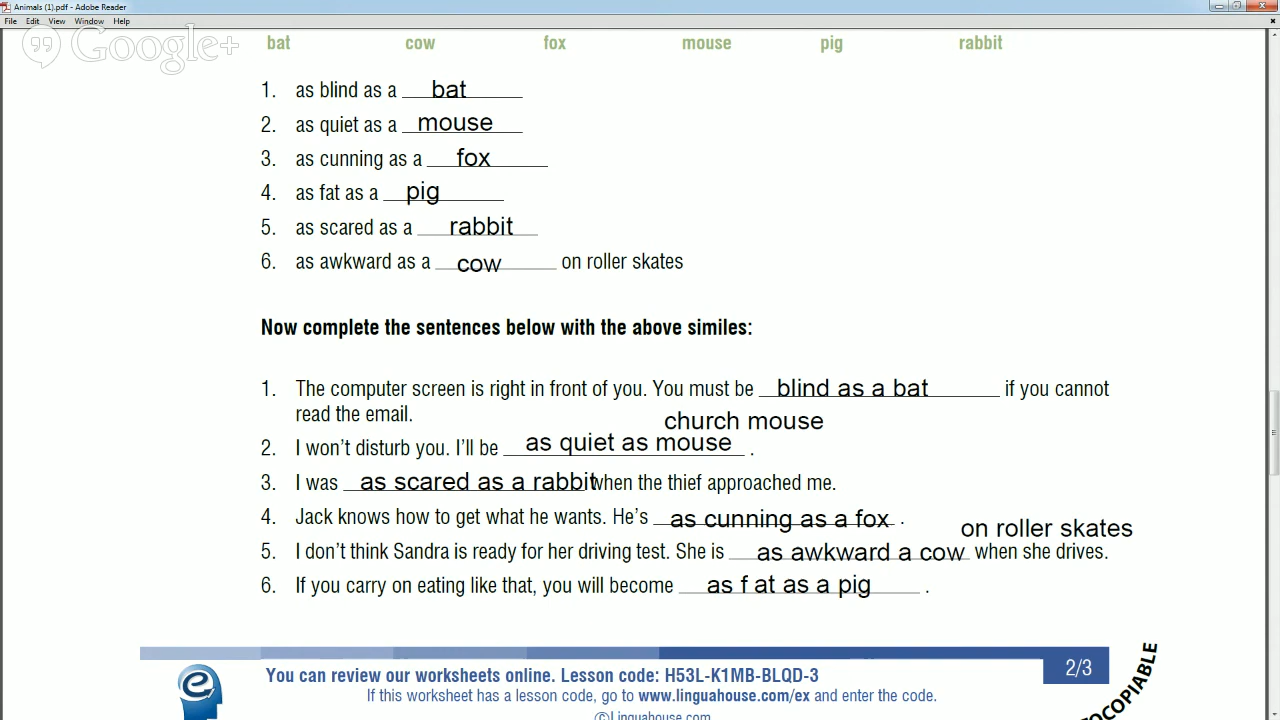 Animals (1).pdf - Adobe Reader
File Edit View Window Help
Google+
bat cow fox mouse pig rabbit
1. as blind as a bat
2. as quiet as a mouse
3. as cunning as a fox
4. as fat as a pig
5. as scared as a rabbit
6. as awkward as a cow on roller skates
Now complete the sentences below with the above similes:
1. The computer screen is right in front of you. You must be blind as a bat if you cannot
read the email.
church mouse
2. I won't disturb you. I'll be as quiet as mouse .
3. I was as scared as a rabbit when the thief approached me.
4. Jack knows how to get what he wants. He's as cunning as a fox .
on roller skates
5. I don't think Sandra is ready for her driving test. She is as awkward a cow when she drives.
6. If you carry on eating like that, you will become as f at as a pig .
You can review our worksheets online. Lesson code: H53L-K1MB-BLQD-3
2/3
If this worksheet has a lesson code, go to www.linguahouse.com/ex and enter the code.
©Linguahouse.com